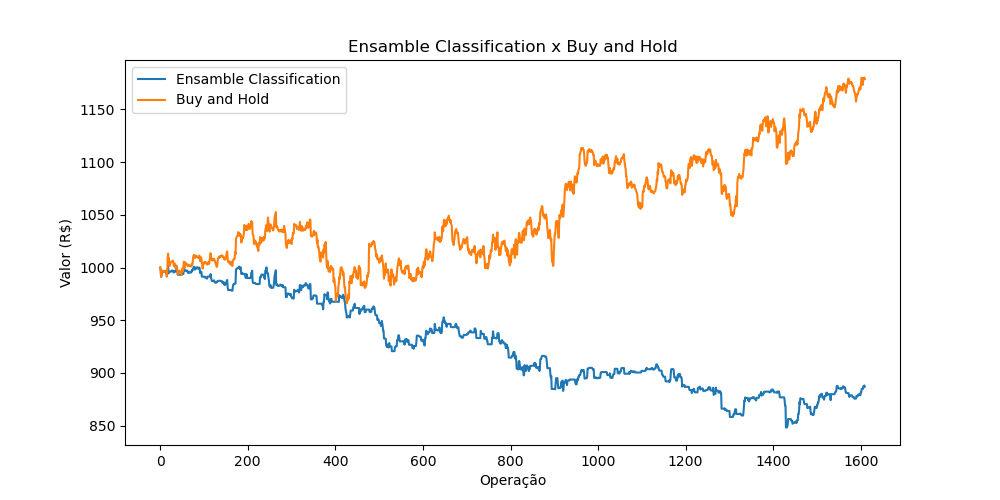 Ensamble Classification x Buy and Hold
Ensamble Classification
Buy and Hold
Valor (R$)
1150
1100
1050
1000
950
900
850
0 200 400 600 800 1000 1200 1400 1600
Operação